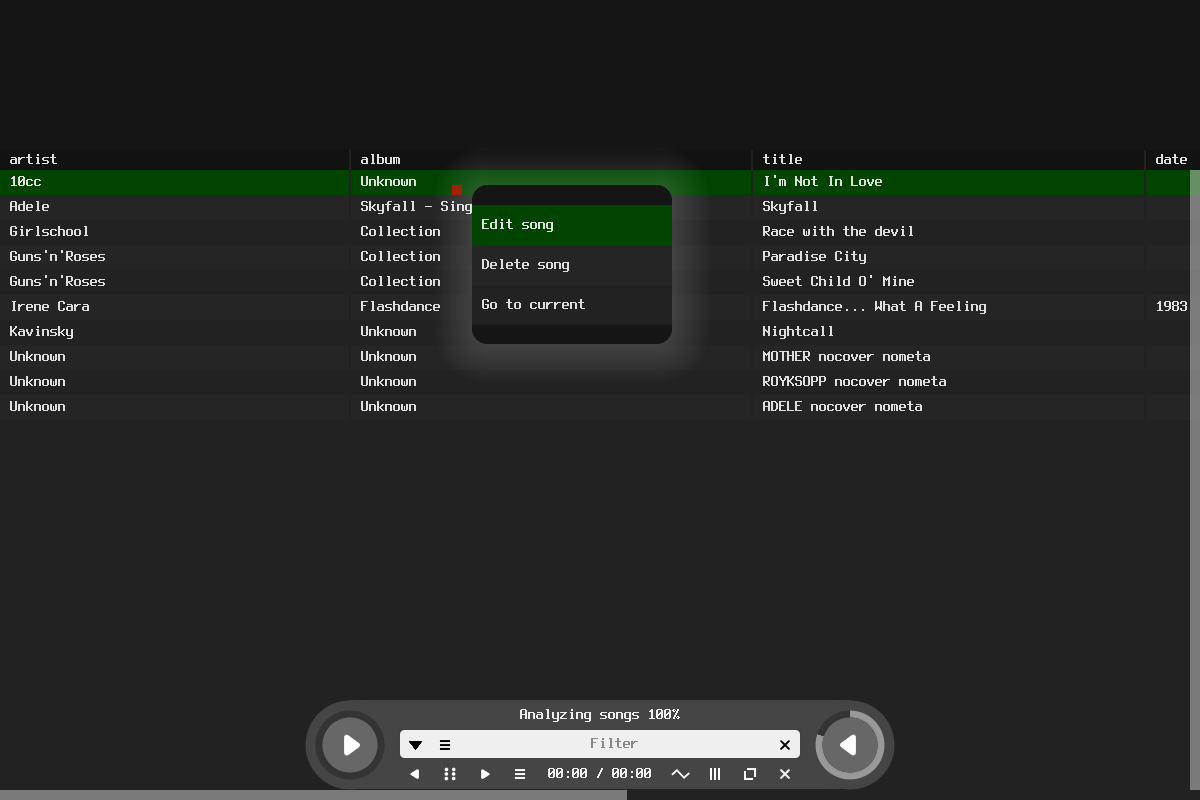 artist album title date
10cc Unknown I'm Not In Love
Adele Skyfall - Sing Skyfall
Edit song
Girlschool Collection Race with the devil
Guns'n'Roses Collection Paradise City
Delete song
Guns'n'Roses Collection Sweet Child O' Mine
Irene Cara Flashdance Flashdance... What A Feeling 1983
Go to current
Kavinsky Unknown Nightcall
Unknown Unknown MOTHER nocover nometa
Unknown Unknown ROYKSOPP nocover nometa
Unknown Unknown ADELE nocover nometa
Analyzing songs 100%
Filter
00:00 / 00:00